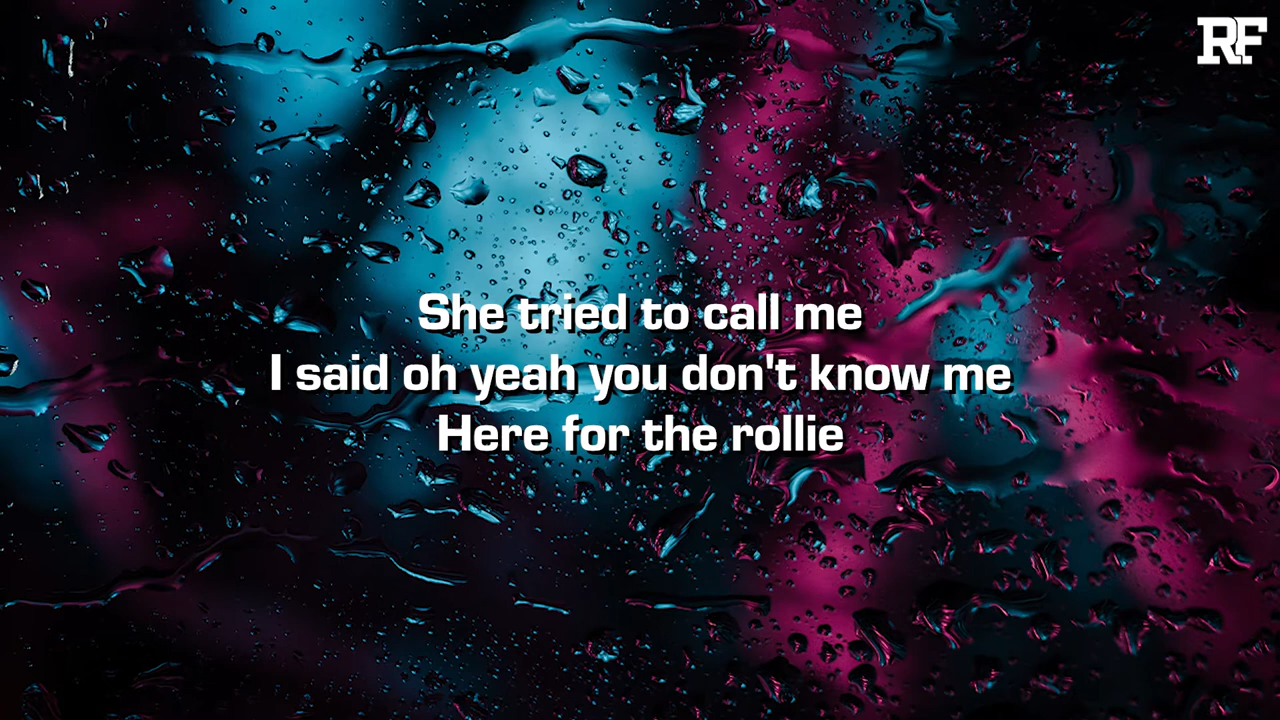 RF
She tried to call me
I said oh yeah you don't know me
Here for the rollie